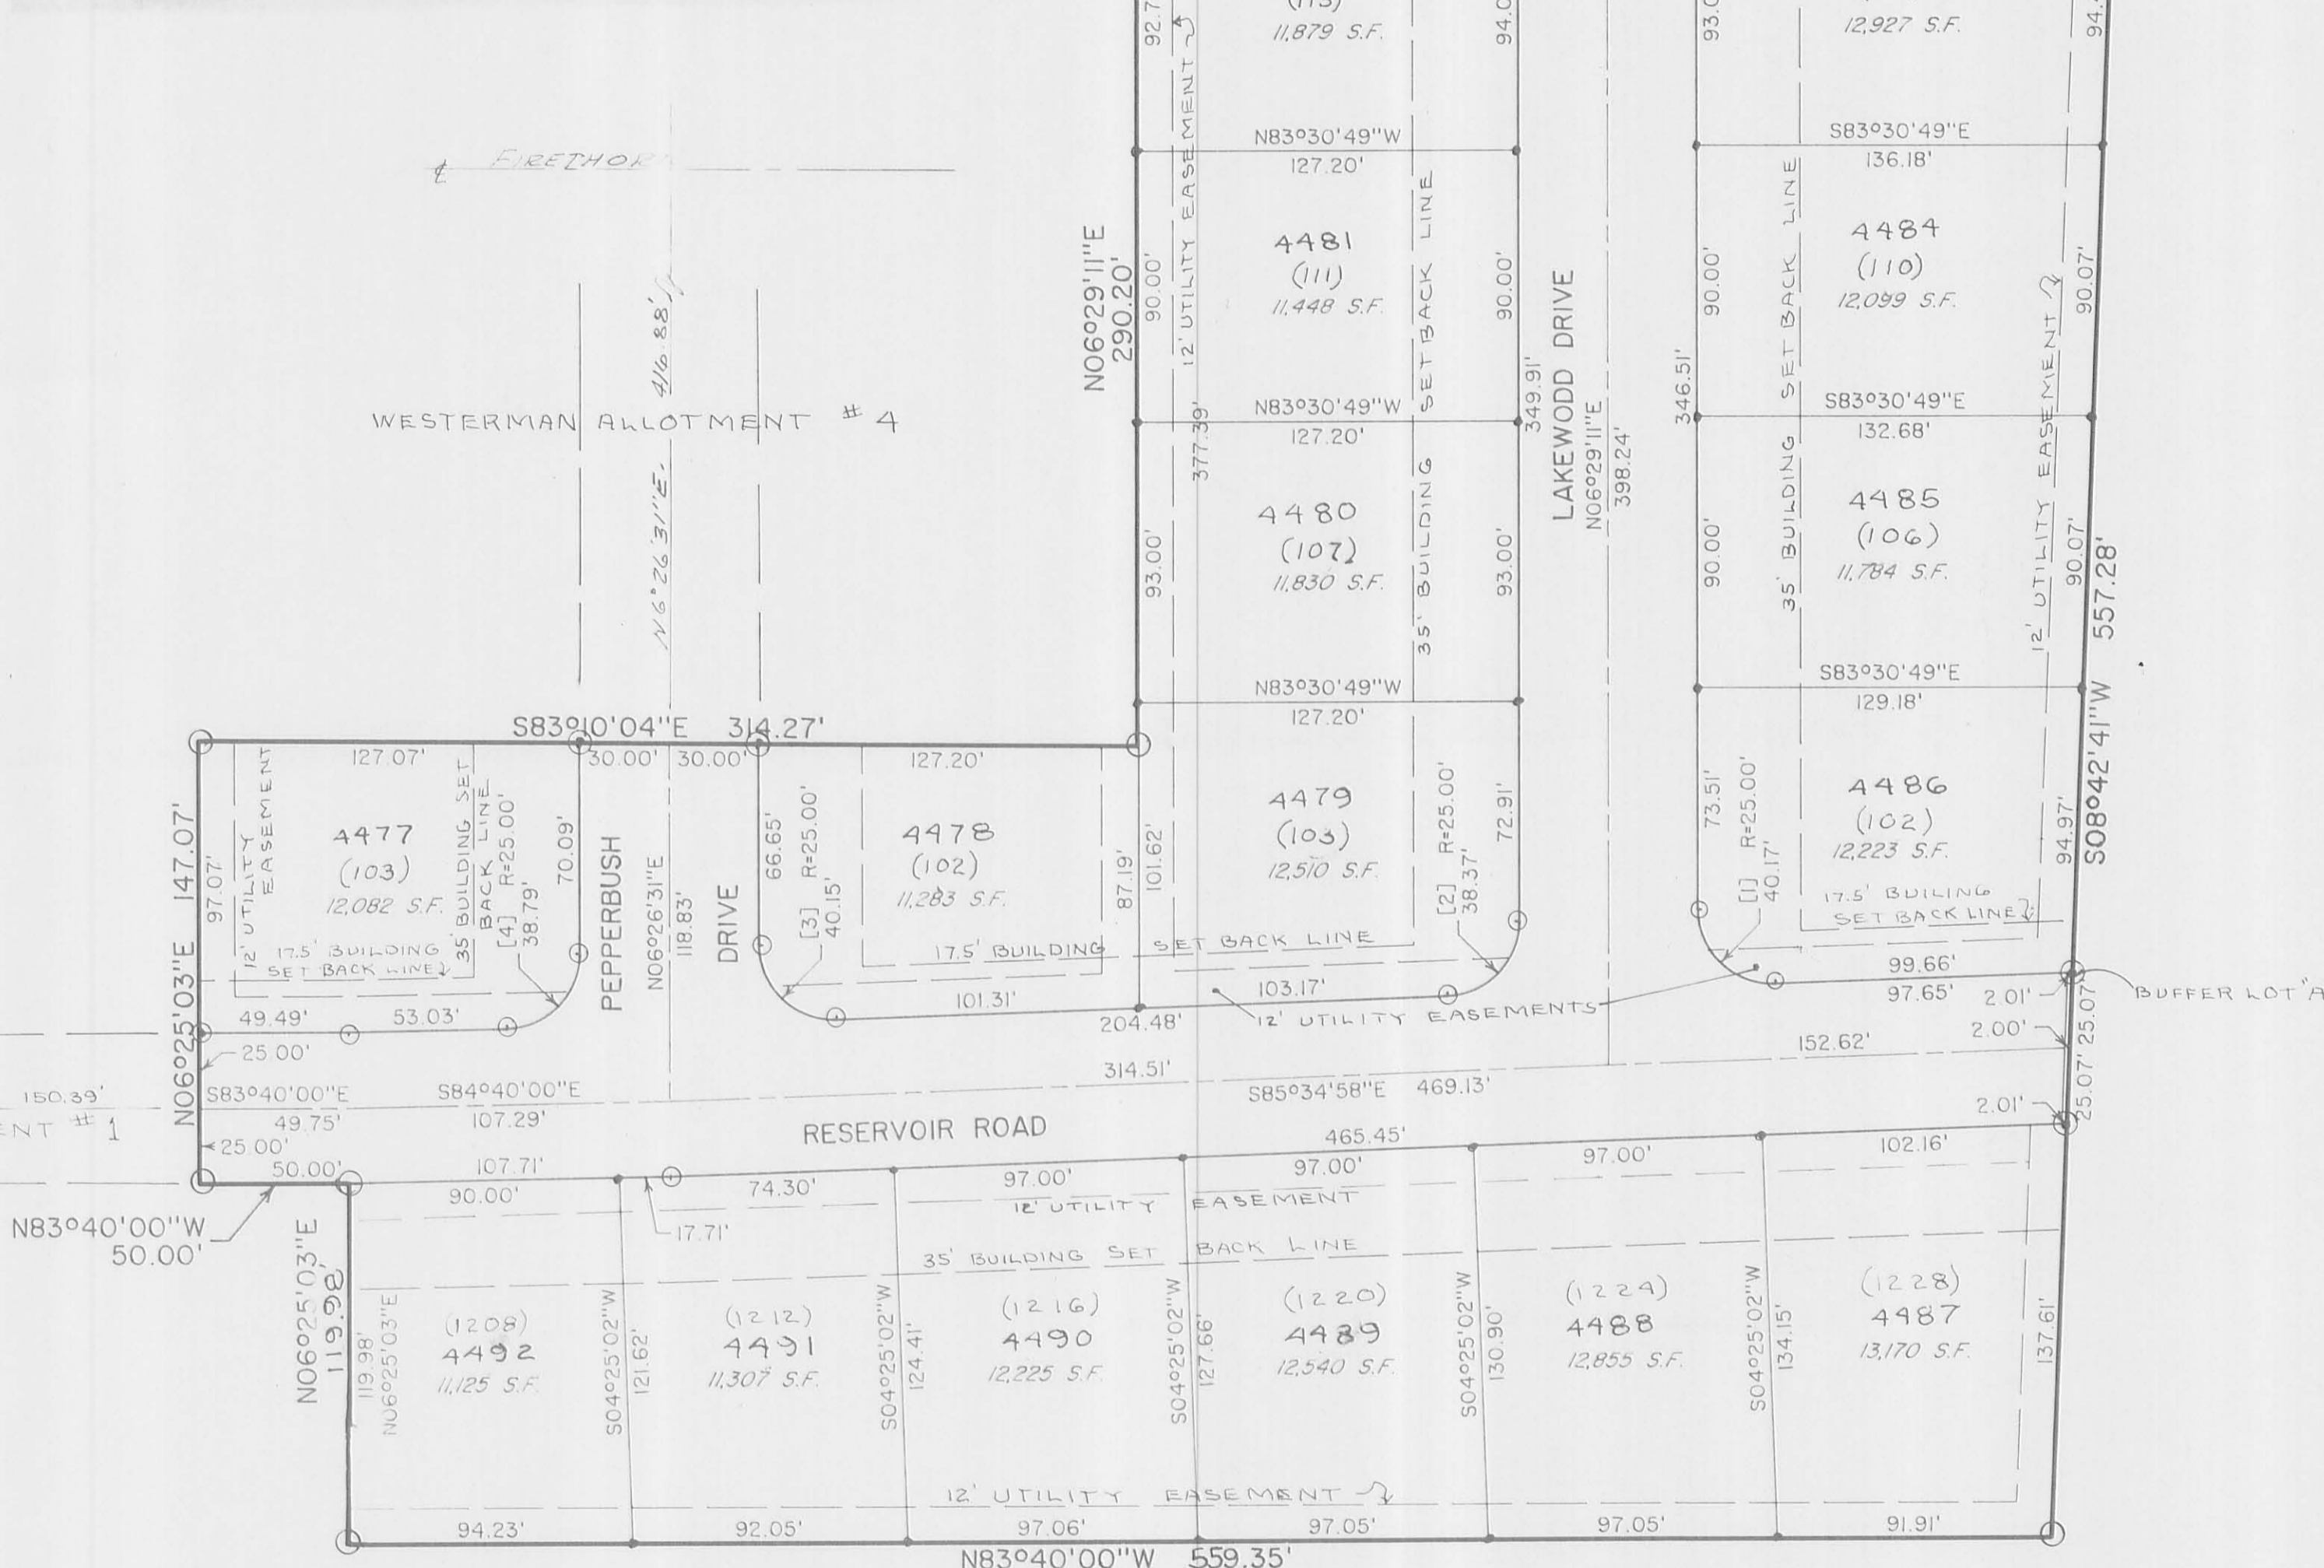 11,879 S.F.
12,927 S.F.
12' UTILITY EASEMENT
N83°30'49"W
127.20'
S83°30'49"E
136.18'
℄ FIRETHOR
N06°29'11"E
290.20'
90.00'
4481
(111)
11,448 S.F.
90.00'
35' BUILDING SET BACK LINE
LAKEWOOD DRIVE
N06°29'11"E
398.24'
349.91'
346.51'
90.00'
35' BUILDING SET BACK LINE
4484
(110)
12,099 S.F.
12' UTILITY EASEMENT
90.07'
WESTERMAN ALLOTMENT #4
N6°26'31"E. 416.88'
377.39'
N83°30'49"W
127.20'
S83°30'49"E
132.68'
93.00'
4480
(107)
11,830 S.F.
93.00'
90.00'
4485
(106)
11,784 S.F.
90.07'
S08°42'41"W 557.28'
N83°30'49"W
127.20'
S83°30'49"E
129.18'
S83°10'04"E 314.27'
127.07'
30.00'
30.00'
127.20'
N06°25'03"E 147.07'
97.07'
12' UTILITY
EASEMENT
4477
(103)
12,082 S.F.
17.5' BUILDING
SET BACK LINE
35' BUILDING SET
BACK LINE
[4] R=25.00'
38.79'
70.09'
PEPPERBUSH
DRIVE
N06°26'31"E
118.83'
66.65'
[3] R=25.00'
40.15'
4478
(102)
11,283 S.F.
87.19'
101.62'
17.5' BUILDING SET BACK LINE
4479
(103)
12,510 S.F.
[2] R=25.00'
38.37'
72.91'
73.51'
[1] R=25.00'
40.17'
4486
(102)
12,223 S.F.
17.5' BUILING
SET BACK LINE
94.97'
49.49'
53.03'
101.31'
103.17'
204.48'
12' UTILITY EASEMENTS
99.66'
97.65'
2.01'
BUFFER LOT "A
25.07'
25.07'
2.00'
2.01'
152.62'
25.00'
150.39'
ENT #1
S83°40'00"E
49.75'
S84°40'00"E
107.29'
314.51'
S85°34'58"E 469.13'
25.00'
RESERVOIR ROAD
465.45'
50.00'
107.71'
90.00'
74.30'
97.00'
97.00'
97.00'
102.16'
17.71'
12' UTILITY EASEMENT
35' BUILDING SET BACK LINE
N83°40'00"W
50.00'
N06°25'03"E
119.98'
119.98'
N06°25'03"E
(1208)
4492
11,125 S.F.
S04°25'02"W
121.62'
(1212)
4491
11,307 S.F.
S04°25'02"W
124.41'
(1216)
4490
12,225 S.F.
S04°25'02"W
127.66'
(1220)
4489
12,540 S.F.
S04°25'02"W
130.90'
(1224)
4488
12,855 S.F.
S04°25'02"W
134.15'
(1228)
4487
13,170 S.F.
137.61'
12' UTILITY EASEMENT
94.23'
92.05'
97.06'
97.05'
97.05'
91.91'
N83°40'00"W 559.35'